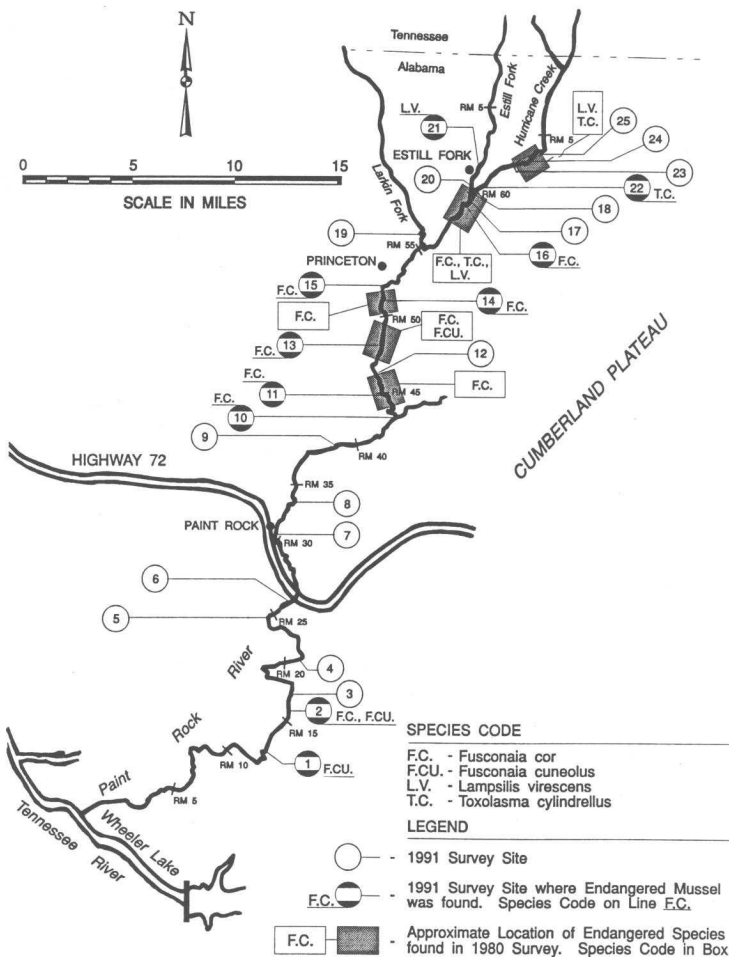 N
Tennessee
Alabama
Estill Fork
Hurricane Creek
RM 5
L.V.
21
L.V.
T.C.
RM 5
25
24
ESTILL FORK
0 5 10 15
SCALE IN MILES
Larkin Fork
20
23
RM 60
22
T.C.
18
17
19
RM 55
16
F.C.
PRINCETON
F.C., T.C.,
L.V.
F.C.
15
14
F.C.
F.C.
RM 50
F.C.
F.CU.
F.C.
13
12
F.C.
11
RM 45
F.C.
F.C.
10
CUMBERLAND PLATEAU
9
RM 40
HIGHWAY 72
RM 35
8
PAINT ROCK
7
RM 30
6
5
RM 25
4
RM 20
3
2
F.C., F.CU.
RM 15
1
F.CU.
RM 10
RM 5
Paint Rock River
Wheeler Lake
Tennessee River
SPECIES CODE
F.C. - Fusconaia cor
F.CU. - Fusconaia cuneolus
L.V. - Lampsilis virescens
T.C. - Toxolasma cylindrellus
LEGEND
- 1991 Survey Site
F.C. - 1991 Survey Site where Endangered Mussel
was found. Species Code on Line F.C.
F.C. - Approximate Location of Endangered Species
found in 1980 Survey. Species Code in Box